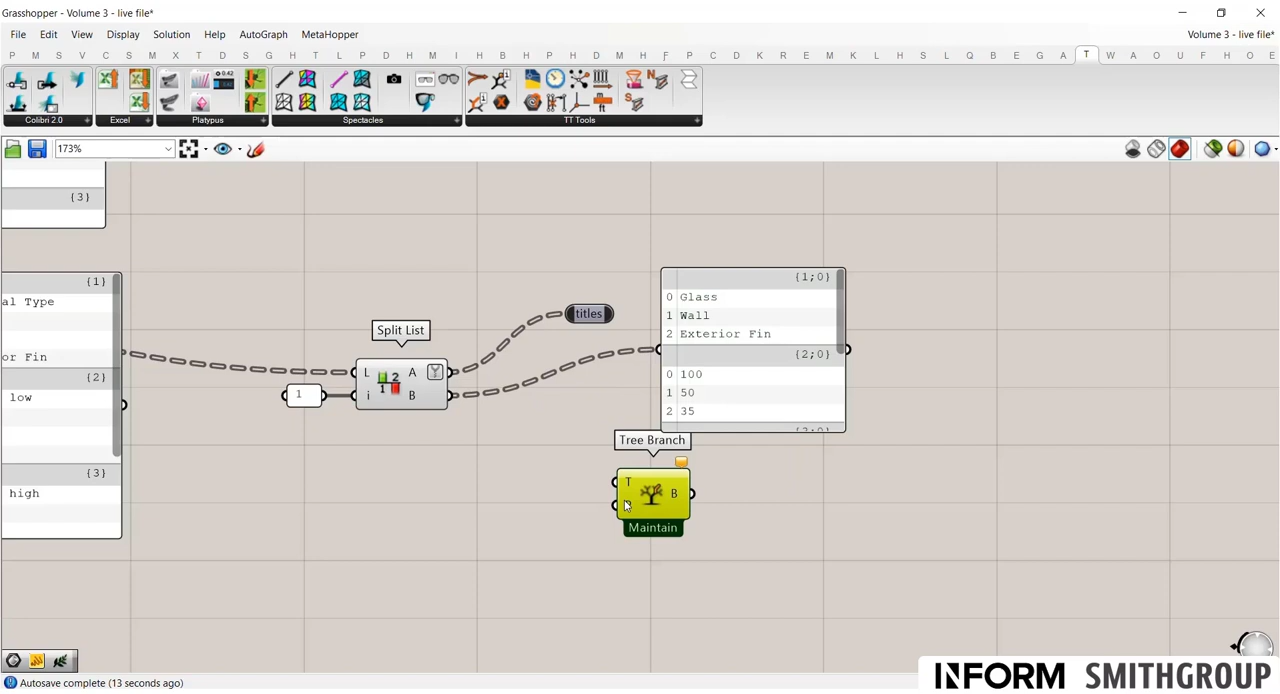 Grasshopper - Volume 3 - live file*
File Edit View Display Solution Help AutoGraph MetaHopper
Volume 3 - live file*
P M S V C M X T D S G H T L P D M I H B H D M F P D K R E D A K L H S L G B E G A T W A O U D P H O E
0.42
Colibri 2.0 Excel Platypus Spectacles TT Tools
173%
{3}
{1}
al Type
or Fin
{2}
low
{3}
high
Split List
L A
i B
1
titles
{1;0}
0 Glass
1 Wall
2 Exterior Fin
{2;0}
0 100
1 50
2 35
Tree Branch
T
B
Maintain
Autosave complete (13 seconds ago)
INFORM SMITHGROUP